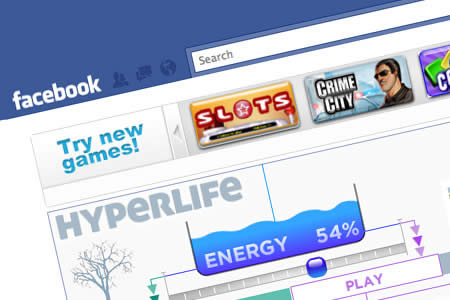 facebook
Search
Try new
games!
SLOTS
CRIME
CITY
HYPERLIFE
ENERGY 54%
PLAY